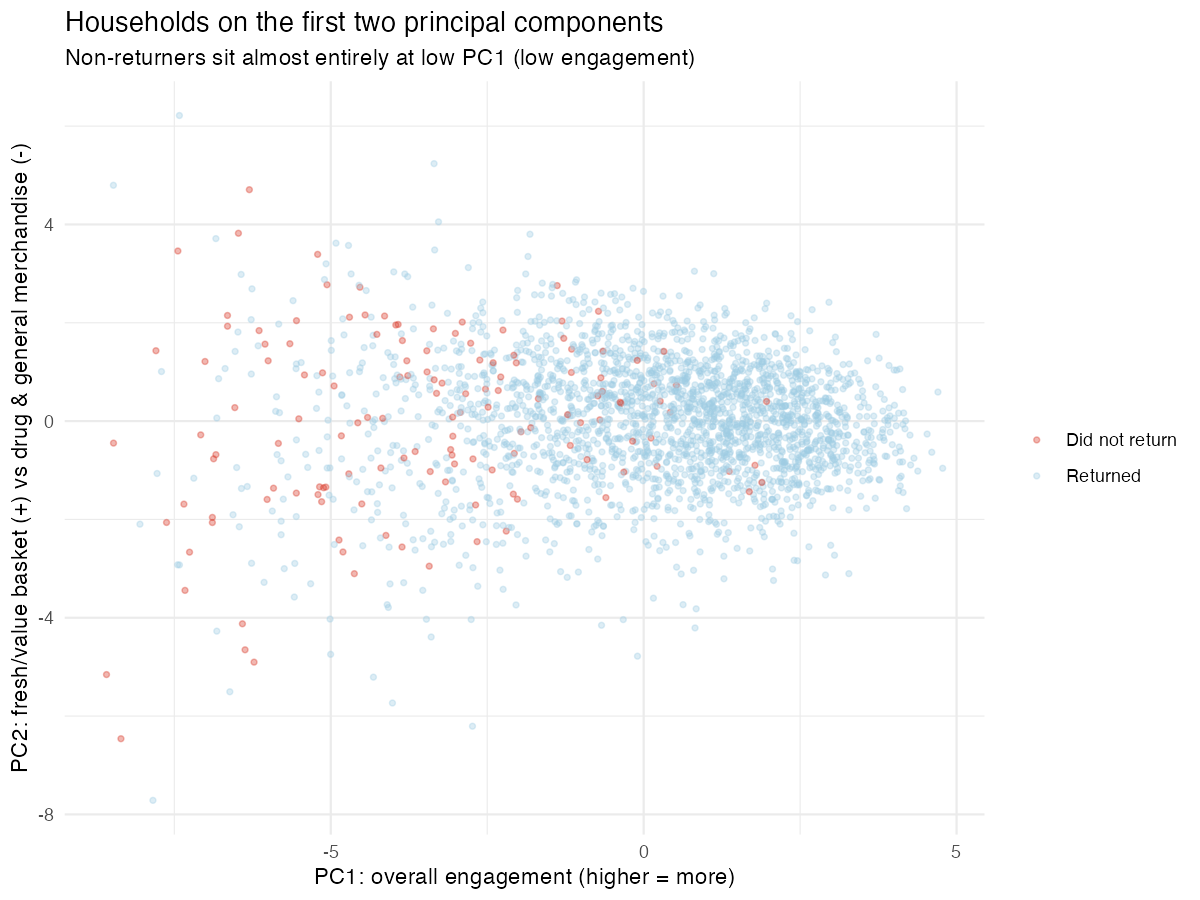 Households on the first two principal components
Non-returners sit almost entirely at low PC1 (low engagement)
PC2: fresh/value basket (+) vs drug & general merchandise (-)
4
0
-4
-8
-5
0
5
PC1: overall engagement (higher = more)
Did not return
Returned